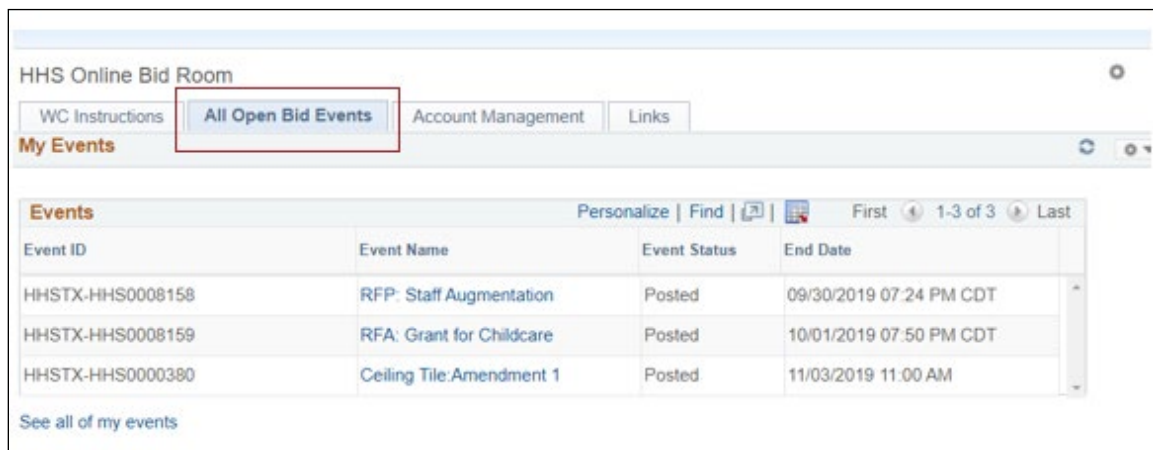 HHS Online Bid Room
WC Instructions All Open Bid Events Account Management Links
My Events
Events Personalize | Find | | First 1-3 of 3 Last
Event ID Event Name Event Status End Date
HHSTX-HHS0008158 RFP: Staff Augmentation Posted 09/30/2019 07:24 PM CDT
HHSTX-HHS0008159 RFA: Grant for Childcare Posted 10/01/2019 07:50 PM CDT
HHSTX-HHS0000380 Ceiling Tile:Amendment 1 Posted 11/03/2019 11:00 AM
See all of my events